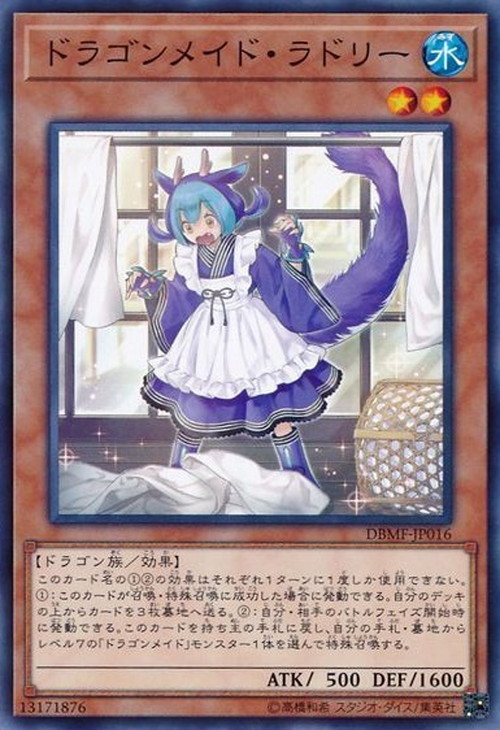 ドラゴンメイド・ラドリー
水
DBMF-JP016
【ドラゴン族/効果】
このカード名の①②の効果はそれぞれ1ターンに1度しか使用できない。
①:このカードが召喚・特殊召喚に成功した場合に発動できる。自分のデッキ
の上からカードを3枚墓地へ送る。②:自分・相手のバトルフェイズ開始時
に発動できる。このカードを持ち主の手札に戻し、自分の手札・墓地から
レベル7の「ドラゴンメイド」モンスター1体を選んで特殊召喚する。
ATK/ 500 DEF/1600
13171876
©高橋和希 スタジオ・ダイス/集英社